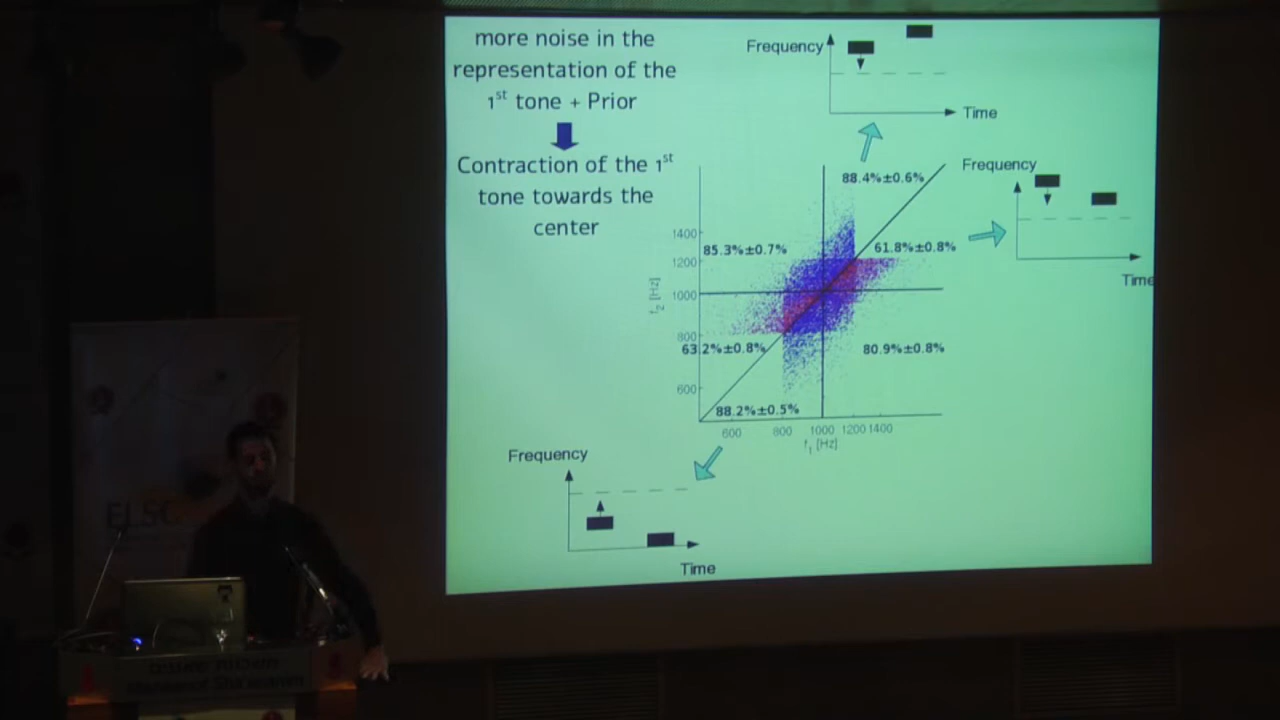 more noise in the
representation of the
1st tone + Prior
Contraction of the 1st
tone towards the
center
Frequency
Time
Frequency
Time
88.4%±0.6%
85.3%±0.7%
61.8%±0.8%
63.2%±0.8%
80.9%±0.8%
88.2%±0.5%
1400
1200
1000
800
600
f2 [Hz]
600
800
1000
1200
1400
f1 [Hz]
Frequency
Time